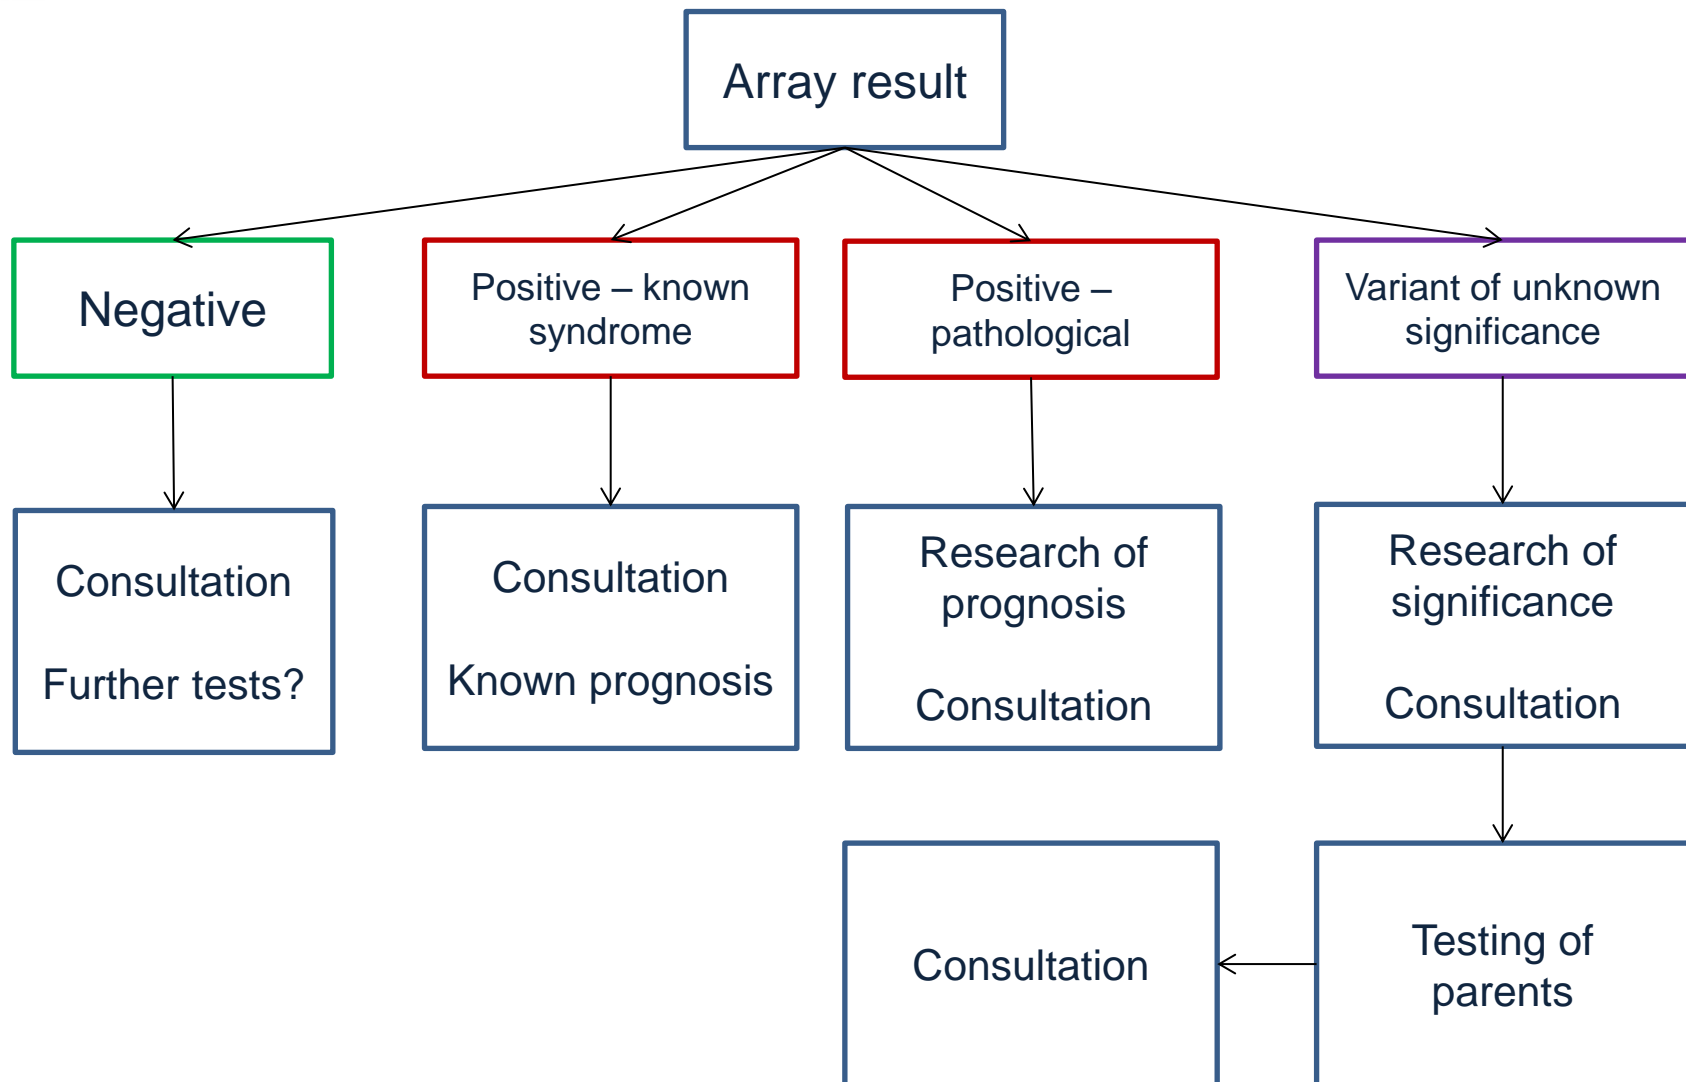 Array result
Negative
Positive – known
syndrome
Positive –
pathological
Variant of unknown
significance
Consultation
Further tests?
Consultation
Known prognosis
Research of
prognosis
Consultation
Research of
significance
Consultation
Consultation
Testing of
parents